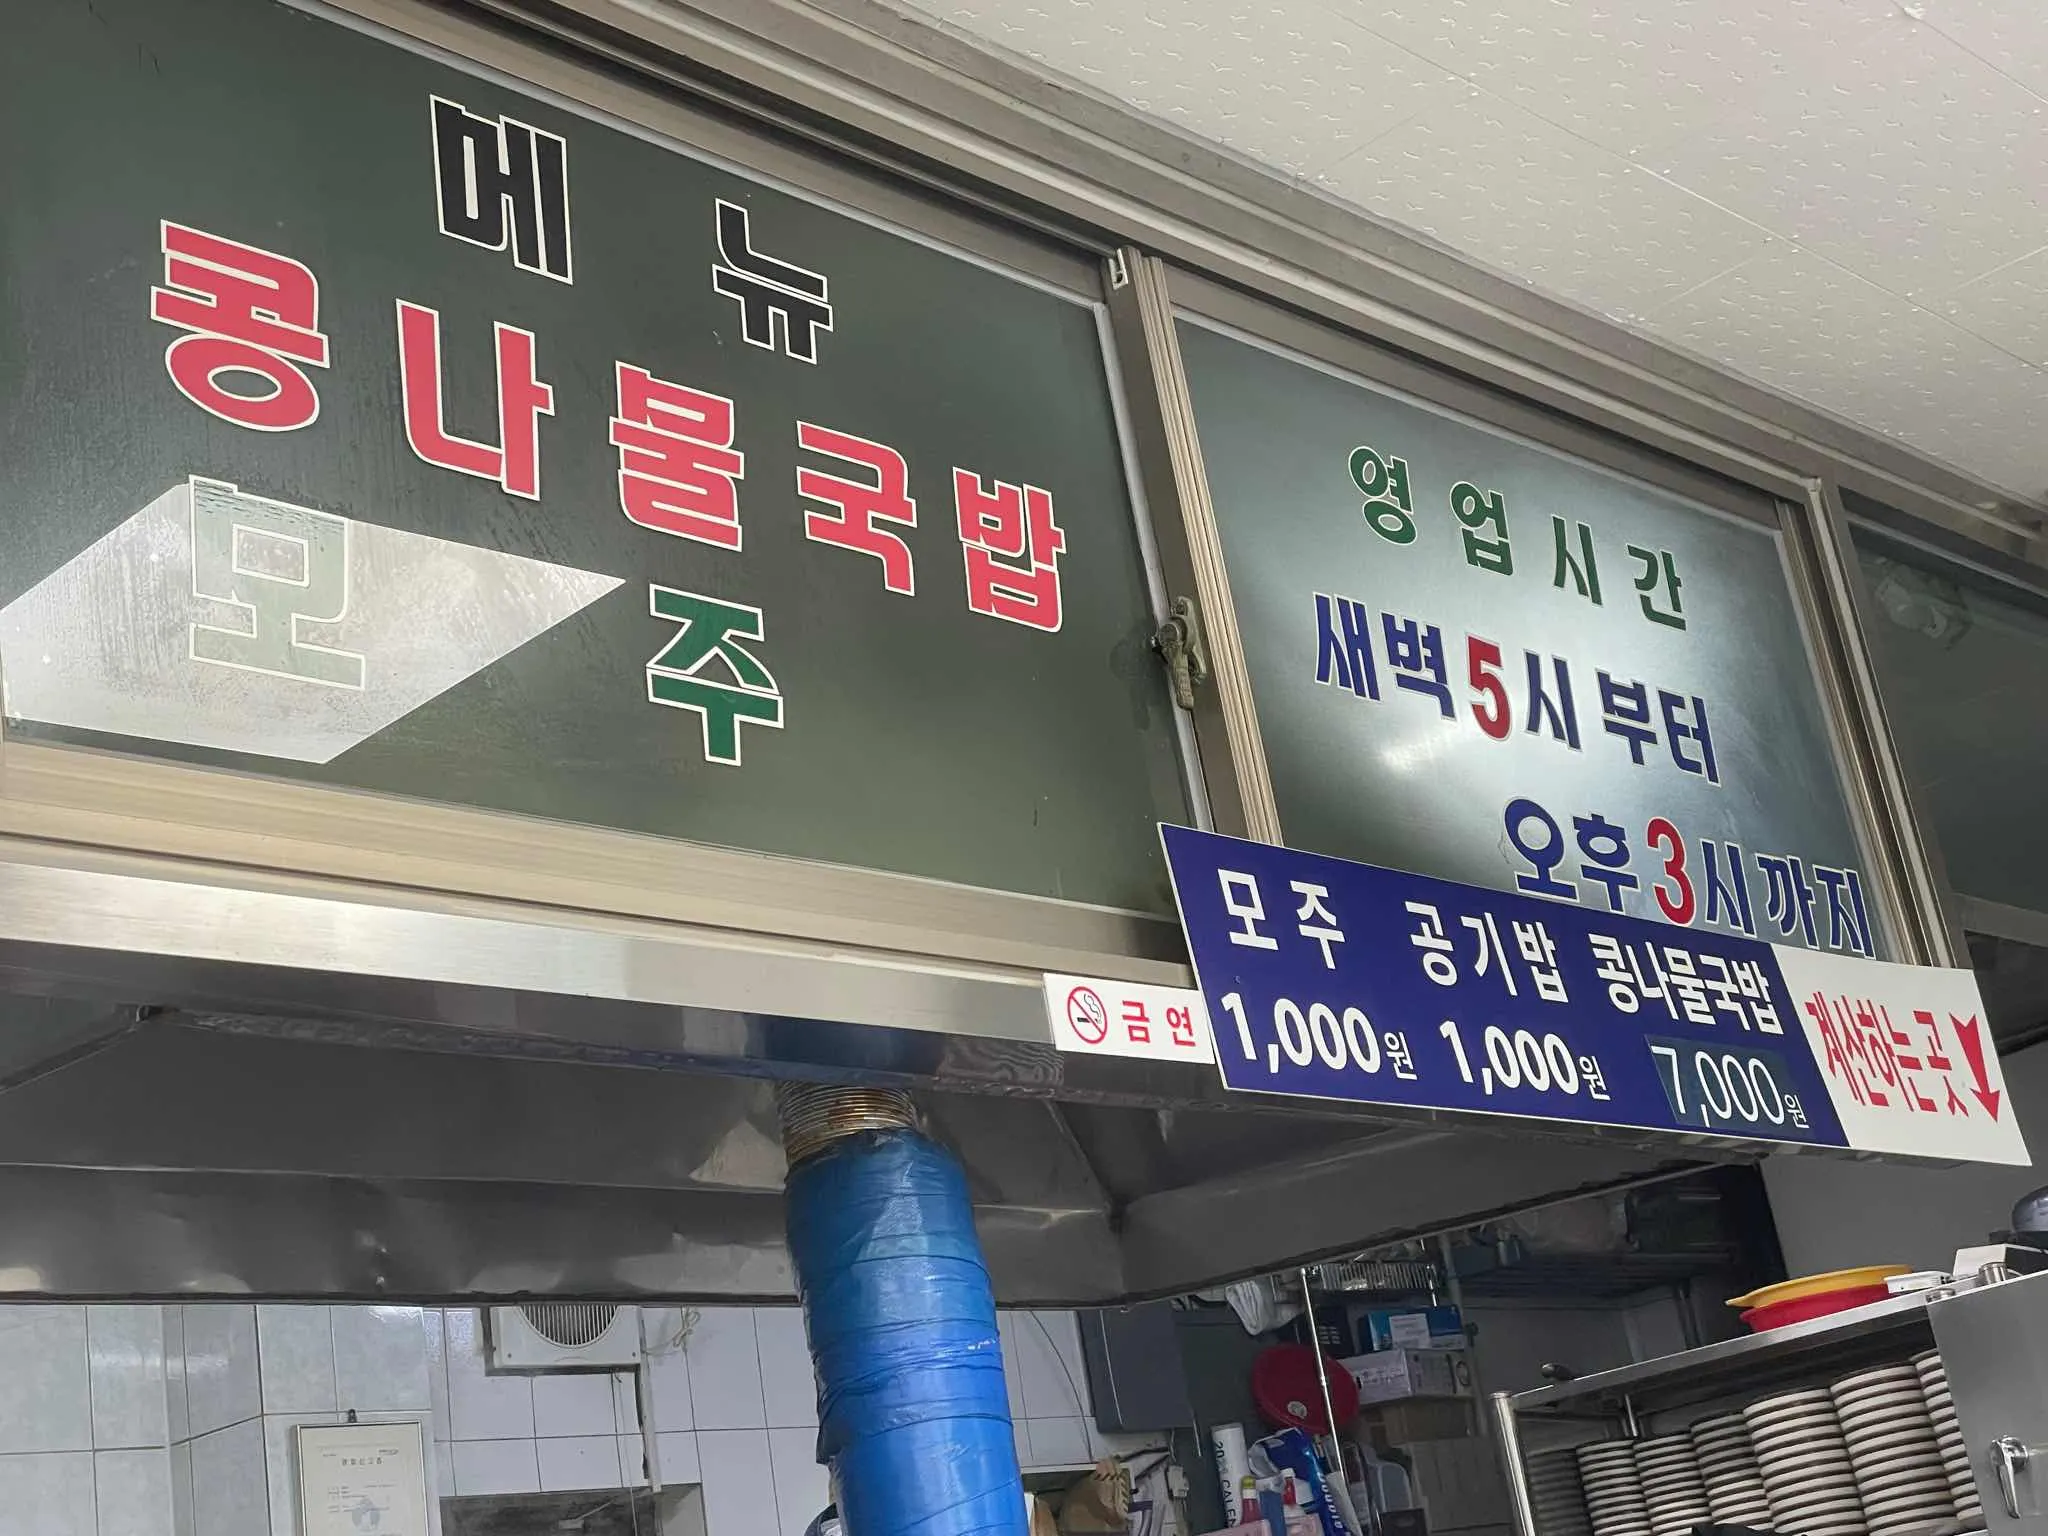 메뉴
콩나물국밥
모주
영업시간
새벽5시부터
오후3시까지
금연
모주 공기밥 콩나물국밥
1,000원 1,000원 7,000원
계산하는곳